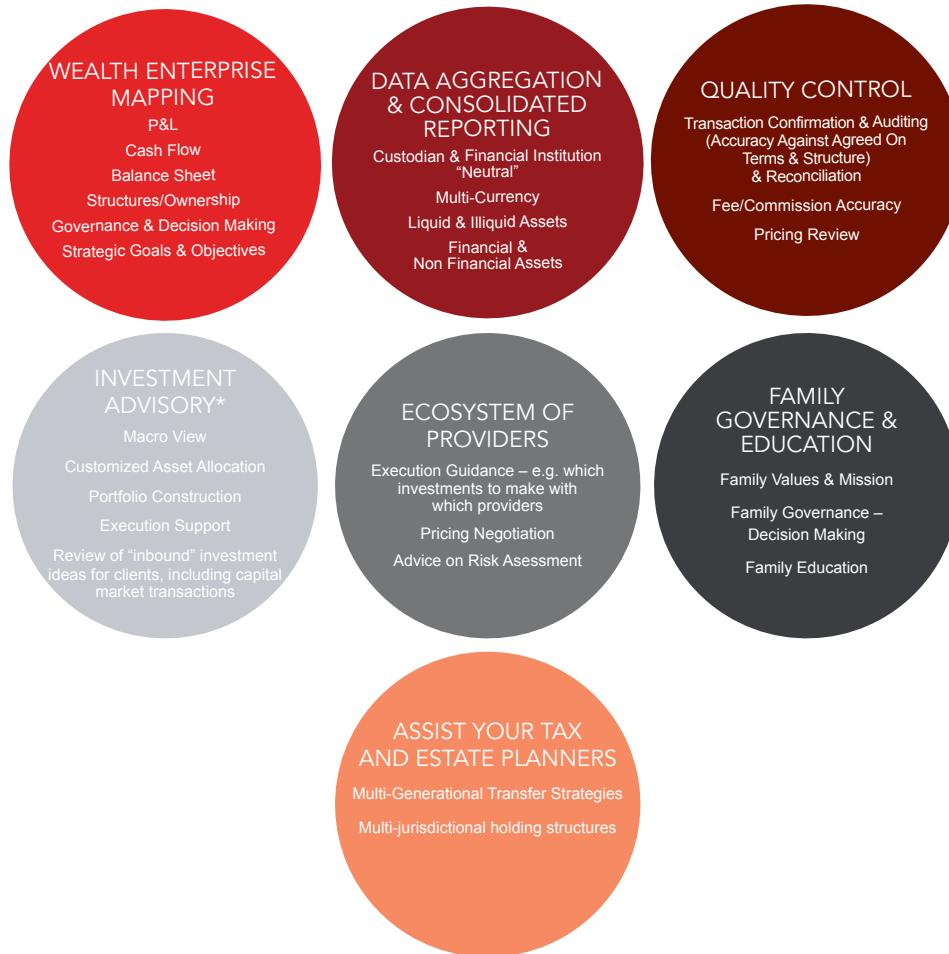 WEALTH ENTERPRISE
MAPPING
P&L
Cash Flow
Balance Sheet
Structures/Ownership
Governance & Decision Making
Strategic Goals & Objectives
DATA AGGREGATION
& CONSOLIDATED
REPORTING
Custodian & Financial Institution
“Neutral”
Multi-Currency
Liquid & Illiquid Assets
Financial &
Non Financial Assets
QUALITY CONTROL
Transaction Confirmation & Auditing
(Accuracy Against Agreed On
Terms & Structure)
& Reconciliation
Fee/Commission Accuracy
Pricing Review
INVESTMENT
ADVISORY*
Macro View
Customized Asset Allocation
Portfolio Construction
Execution Support
Review of “inbound” investment
ideas for clients, including capital
market transactions
ECOSYSTEM OF
PROVIDERS
Execution Guidance – e.g. which
investments to make with
which providers
Pricing Negotiation
Advice on Risk Asessment
FAMILY
GOVERNANCE &
EDUCATION
Family Values & Mission
Family Governance –
Decision Making
Family Education
ASSIST YOUR TAX
AND ESTATE PLANNERS
Multi-Generational Transfer Strategies
Multi-jurisdictional holding structures